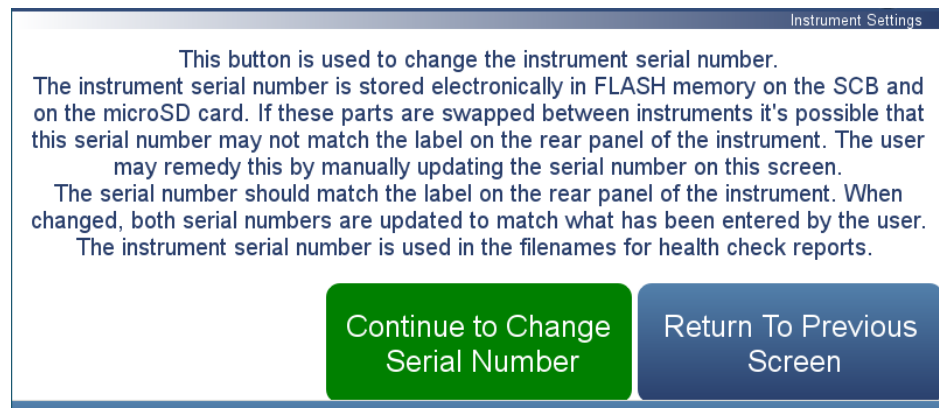 Instrument Settings
This button is used to change the instrument serial number.
The instrument serial number is stored electronically in FLASH memory on the SCB and
on the microSD card. If these parts are swapped between instruments it's possible that
this serial number may not match the label on the rear panel of the instrument. The user
may remedy this by manually updating the serial number on this screen.
The serial number should match the label on the rear panel of the instrument. When
changed, both serial numbers are updated to match what has been entered by the user.
The instrument serial number is used in the filenames for health check reports.
Continue to Change
Serial Number
Return To Previous
Screen